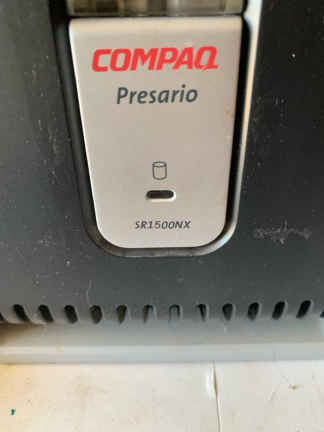 COMPAQ
Presario
SR1500NX